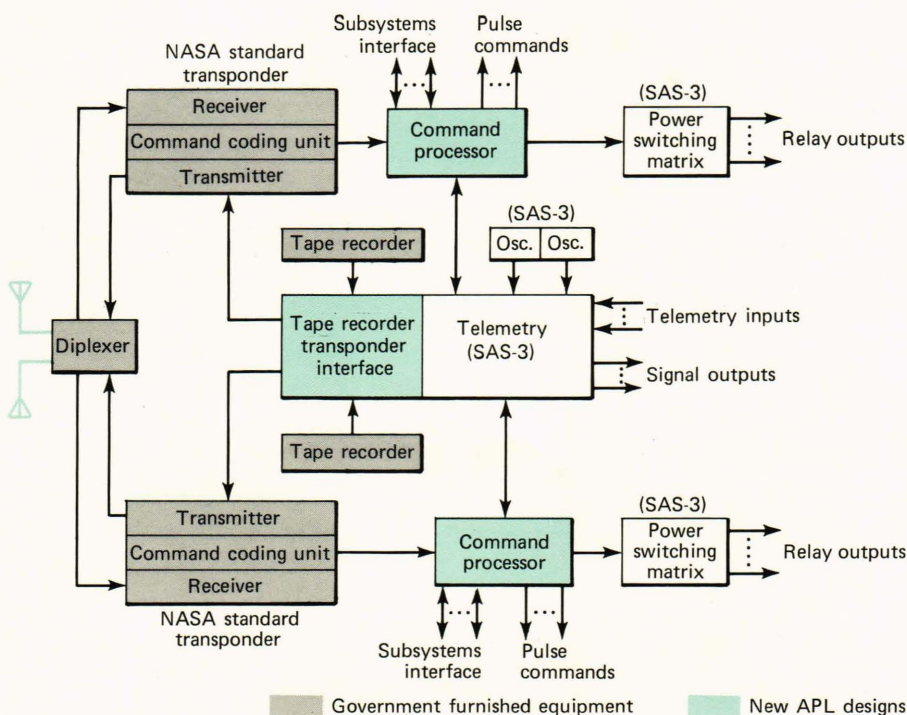 Subsystems
interface
Pulse
commands
NASA standard
transponder
Receiver
Command coding unit
Transmitter
Command
processor
(SAS-3)
Power
switching
matrix
Relay outputs
Tape recorder
(SAS-3)
Osc.
Osc.
Diplexer
Tape recorder
transponder
interface
Telemetry
(SAS-3)
Telemetry inputs
Signal outputs
Tape recorder
Transmitter
Command coding unit
Receiver
NASA standard
transponder
Command
processor
(SAS-3)
Power
switching
matrix
Relay outputs
Subsystems
interface
Pulse
commands
Government furnished equipment
New APL designs